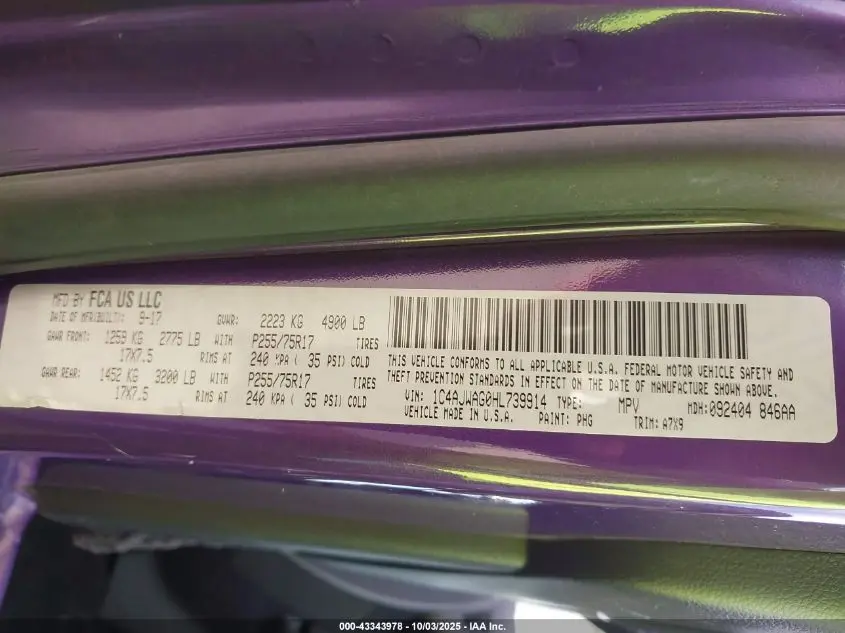 MFD BY FCA US LLC
DATE OF MFR(BUILT): 9-17 GVWR: 2223 KG 4900 LB
GAWR FRONT: 1259 KG 2775 LB WITH P255/75R17 TIRES
17X7.5 RIMS AT 240 KPA ( 35 PSI) COLD
GAWR REAR: 1452 KG 3200 LB WITH P255/75R17 TIRES
17X7.5 RIMS AT 240 KPA ( 35 PSI) COLD
THIS VEHICLE CONFORMS TO ALL APPLICABLE U.S.A. FEDERAL MOTOR VEHICLE SAFETY AND
THEFT PREVENTION STANDARDS IN EFFECT ON THE DATE OF MANUFACTURE SHOWN ABOVE.
VIN: 1C4AJWAG0HL739914 TYPE: MPV MDH:092404 846AA
VEHICLE MADE IN U.S.A. PAINT: PHG TRIM: A7X9
000-43343978 - 10/03/2025 - IAA Inc.